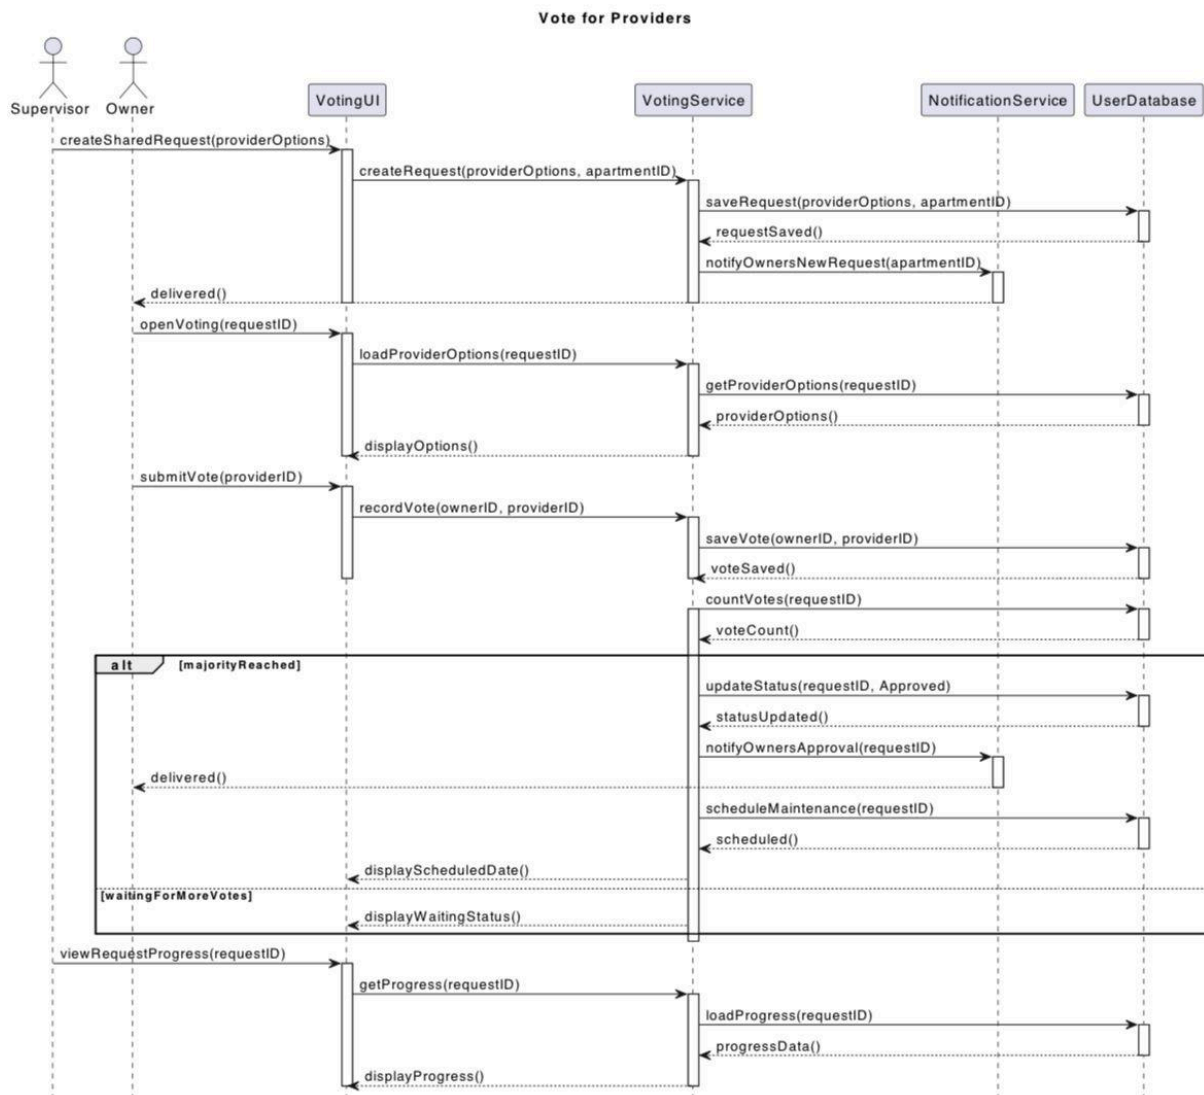 Vote for Providers
Supervisor
Owner
VotingUI
VotingService
NotificationService
UserDatabase
createSharedRequest(providerOptions)
createRequest(providerOptions, apartmentID)
saveRequest(providerOptions, apartmentID)
requestSaved()
notifyOwnersNewRequest(apartmentID)
delivered()
openVoting(requestID)
loadProviderOptions(requestID)
getProviderOptions(requestID)
providerOptions()
displayOptions()
submitVote(providerID)
recordVote(ownerID, providerID)
saveVote(ownerID, providerID)
voteSaved()
countVotes(requestID)
voteCount()
alt [majorityReached]
updateStatus(requestID, Approved)
statusUpdated()
notifyOwnersApproval(requestID)
delivered()
scheduleMaintenance(requestID)
scheduled()
displayScheduledDate()
[waitingForMoreVotes]
displayWaitingStatus()
viewRequestProgress(requestID)
getProgress(requestID)
loadProgress(requestID)
progressData()
displayProgress()